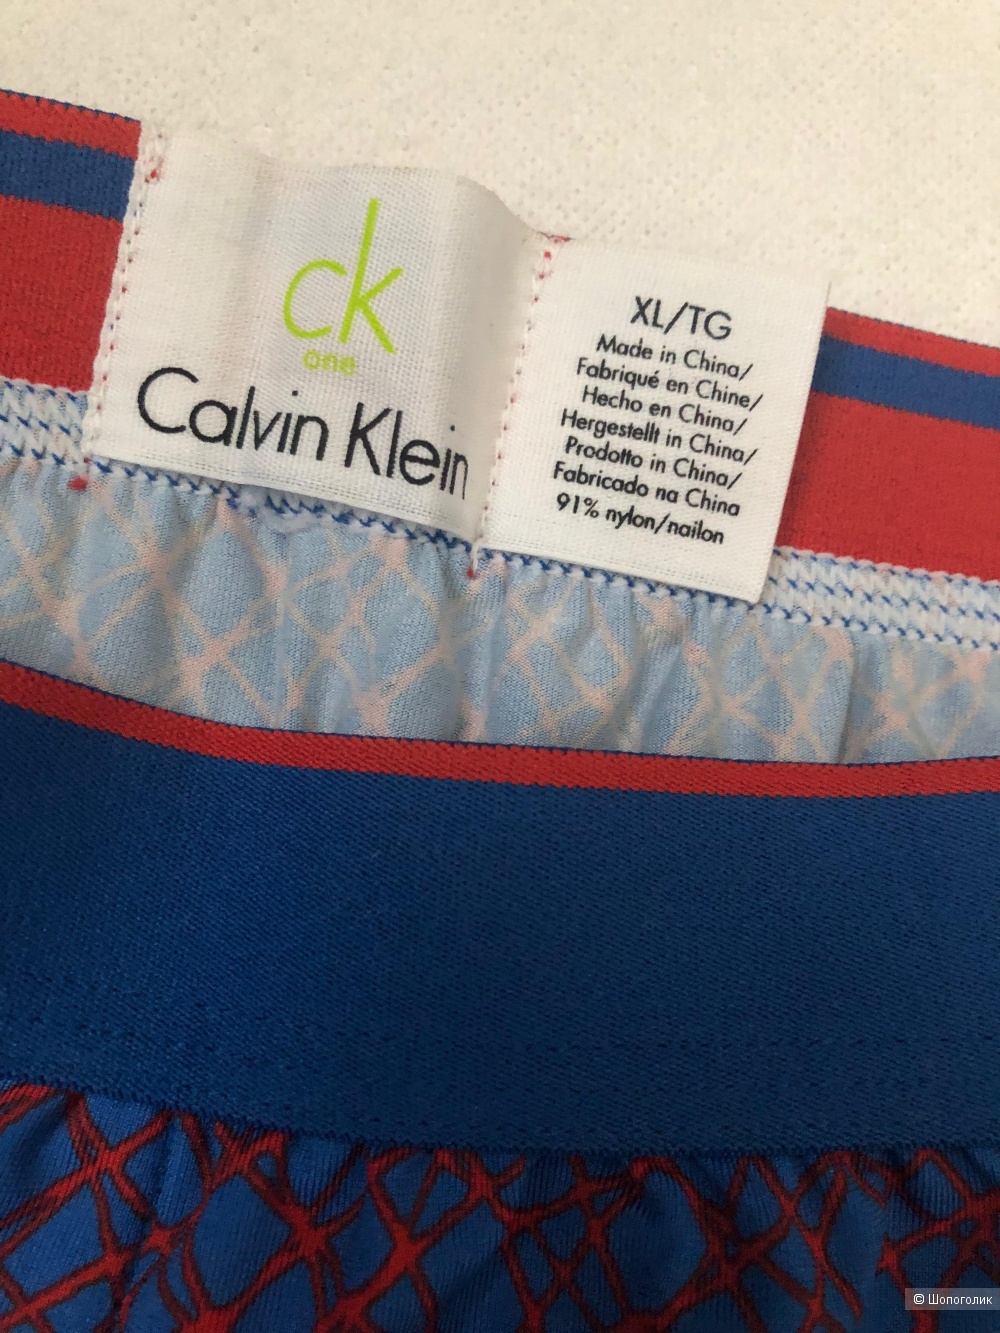 ck
one
Calvin Klein
XL/TG
Made in China/
Fabriqué en Chine/
Hecho en China/
Hergestellt in China/
Prodotto in China/
Fabricado na China
91% nylon/nailon
© Шопоголик